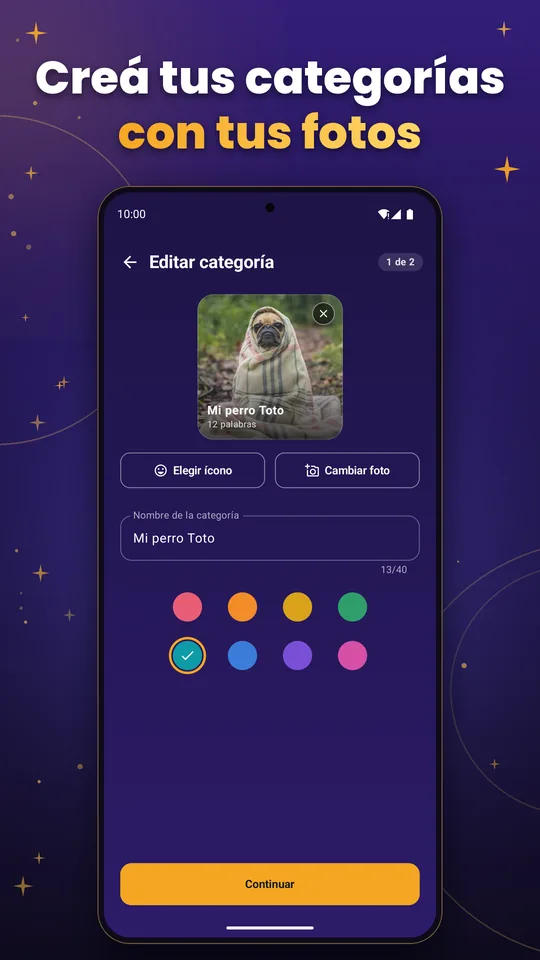 Creá tus categorías
con tus fotos
10:00
Editar categoría
1 de 2
Mi perro Toto
12 palabras
Elegir ícono
Cambiar foto
Nombre de la categoría
Mi perro Toto
13/40
Continuar